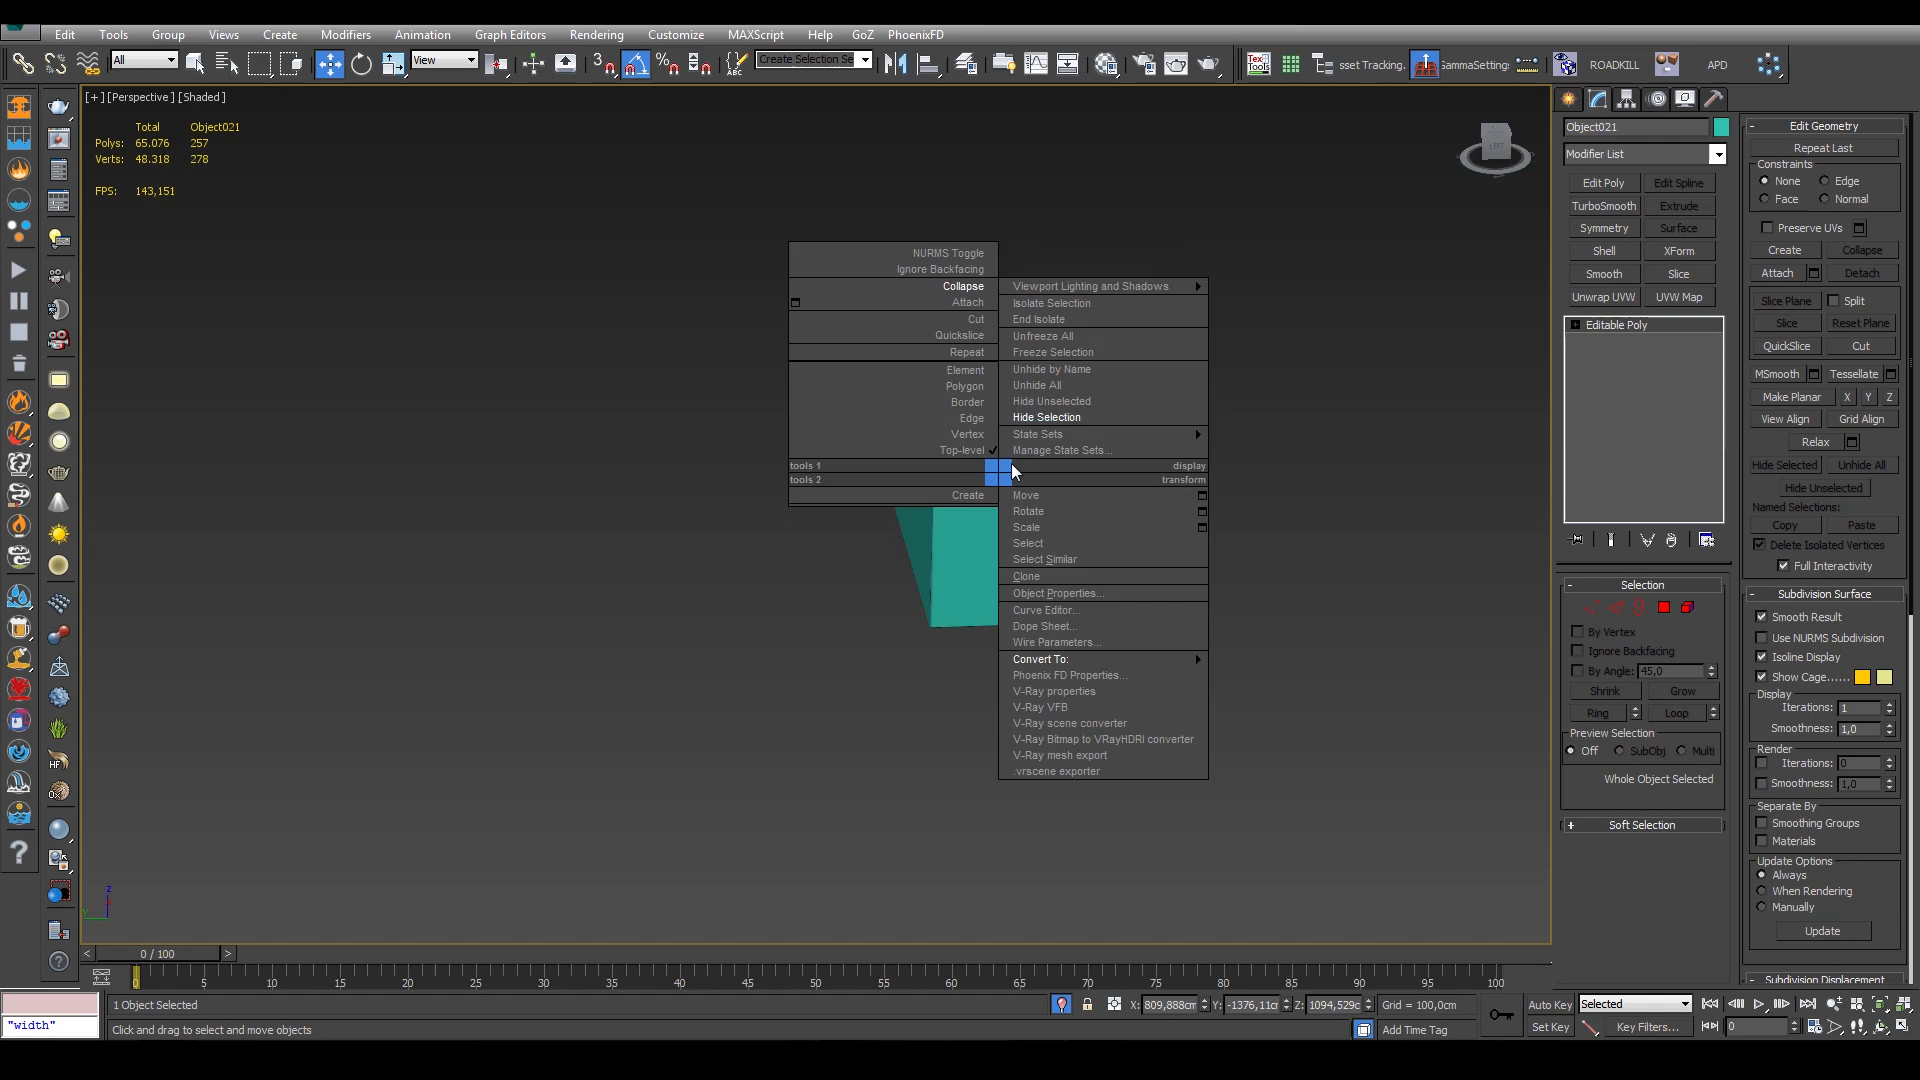 Edit Tools Group Views Create Modifiers Animation Graph Editors Rendering Customize MAXScript Help GoZ PhoenixFD
All View 3 Create Selection Se Tex Tools sset Tracking. GammaSetting: ROADKILL APD
[+] [Perspective] [Shaded]
Total Object021
Polys: 65.076 257
Verts: 48.318 278
FPS: 143,151
LEFT
NURMS Toggle
Ignore Backfacing
Collapse
Attach
Cut
Quickslice
Repeat
Element
Polygon
Border
Edge
Vertex
Top-level
tools 1
tools 2
Create
Viewport Lighting and Shadows
Isolate Selection
End Isolate
Unfreeze All
Freeze Selection
Unhide by Name
Unhide All
Hide Unselected
Hide Selection
State Sets
Manage State Sets...
display
transform
Move
Rotate
Scale
Select
Select Similar
Clone
Object Properties...
Curve Editor...
Dope Sheet...
Wire Parameters...
Convert To:
Phoenix FD Properties...
V-Ray properties
V-Ray VFB
V-Ray scene converter
V-Ray Bitmap to VRayHDRI converter
V-Ray mesh export
.vrscene exporter
Object021
Modifier List
Edit Poly Edit Spline
TurboSmooth Extrude
Symmetry Surface
Shell XForm
Smooth Slice
Unwrap UVW UVW Map
Editable Poly
Selection
By Vertex
Ignore Backfacing
By Angle: 45,0
Shrink Grow
Ring Loop
Preview Selection
Off SubObj Multi
Whole Object Selected
Soft Selection
Edit Geometry
Repeat Last
Constraints
None Edge
Face Normal
Preserve UVs
Create Collapse
Attach Detach
Slice Plane Split
Slice Reset Plane
QuickSlice Cut
MSmooth Tessellate
Make Planar X Y Z
View Align Grid Align
Relax
Hide Selected Unhide All
Hide Unselected
Named Selections:
Copy Paste
Delete Isolated Vertices
Full Interactivity
Subdivision Surface
Smooth Result
Use NURMS Subdivision
Isoline Display
Show Cage......
Display
Iterations: 1
Smoothness: 1,0
Render
Iterations: 0
Smoothness: 1,0
Separate By
Smoothing Groups
Materials
Update Options
Always
When Rendering
Manually
Update
Subdivision Displacement
HF
z
< 0 / 100 >
0 5 10 15 20 25 30 35 40 45 50 55 60 65 70 75 80 85 90 95 100
1 Object Selected X: 809,888cm Y: -1376,11cm Z: 1094,529c Grid = 100,0cm Auto Key Selected
"width" Click and drag to select and move objects Add Time Tag Set Key Key Filters... 0